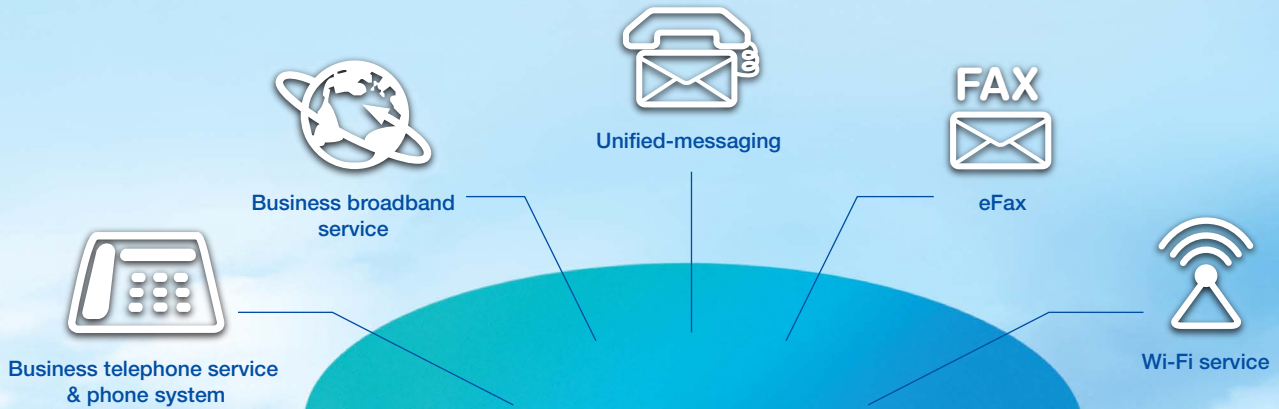 Unified-messaging
FAX
eFax
Business broadband
service
Business telephone service
& phone system
Wi-Fi service